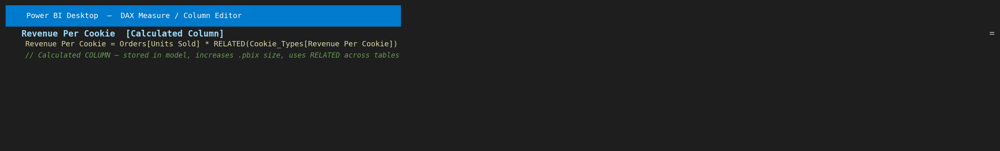 Power BI Desktop  —  DAX Measure / Column Editor
Revenue Per Cookie  [Calculated Column]
=
Revenue Per Cookie = Orders[Units Sold] * RELATED(Cookie_Types[Revenue Per Cookie])
// Calculated COLUMN — stored in model, increases .pbix size, uses RELATED across tables